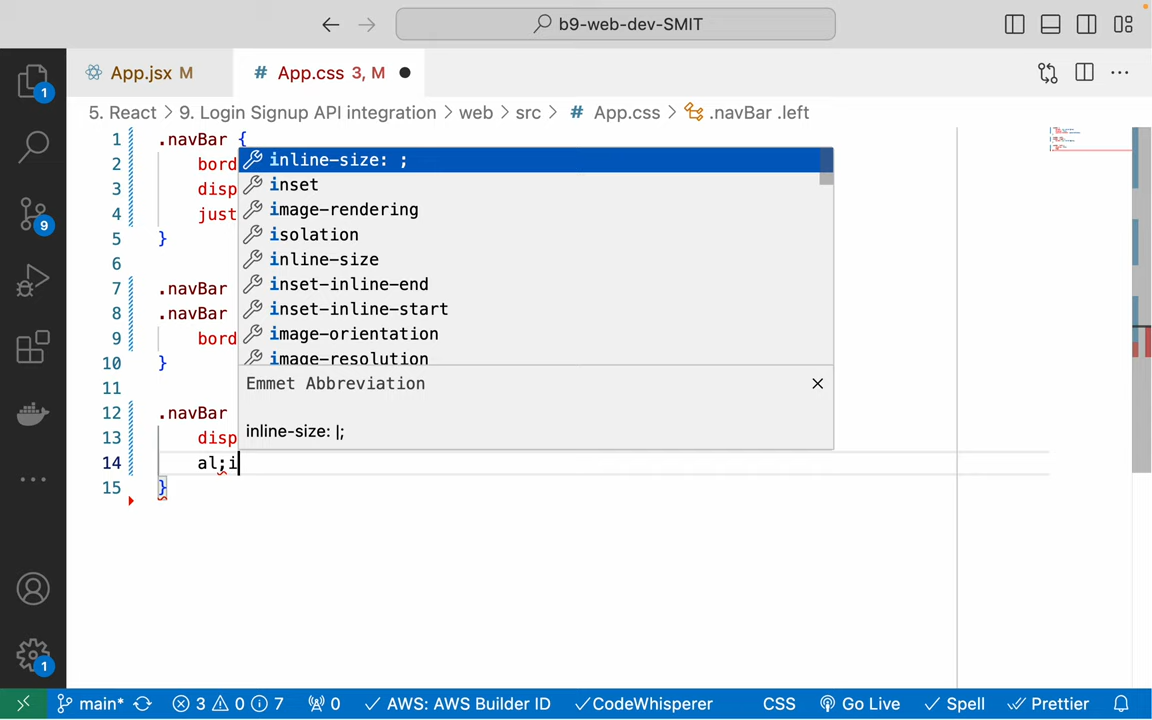 b9-web-dev-SMIT
App.jsx M
# App.css 3, M
5. React > 9. Login Signup API integration > web > src > # App.css > .navBar .left
1 .navBar {
2 bord
3 disp
4 just
5 }
6
7 .navBar
8 .navBar
9 bord
10 }
11
12 .navBar
13 disp
14 al;i
15 }
inline-size: ;
inset
image-rendering
isolation
inline-size
inset-inline-end
inset-inline-start
image-orientation
image-resolution
Emmet Abbreviation
inline-size: |;
1
9
1
main* 3 0 7 0 AWS: AWS Builder ID CodeWhisperer CSS Go Live Spell Prettier